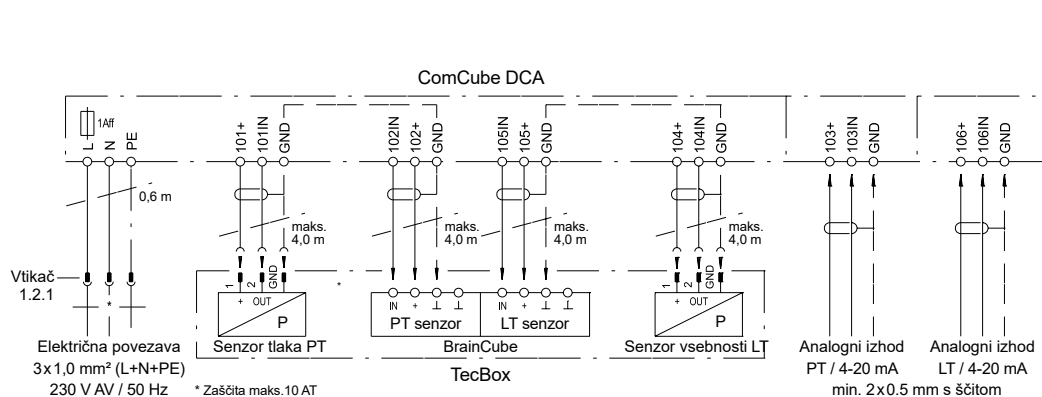 ComCube DCA
1Aff
L
N
PE
101+
101IN
GND
102IN
102+
GND
105IN
105+
GND
104+
104IN
GND
103+
103IN
GND
106+
106IN
GND
0,6 m
maks.
4,0 m
maks.
4,0 m
maks.
4,0 m
maks.
4,0 m
Vtikač
1.2.1
*
1
2
GND
*
+ OUT
P
IN + ⊥ ⊥
PT senzor
IN + ⊥ ⊥
LT senzor
1
2
GND
+ OUT
P
Električna povezava
3x1,0 mm² (L+N+PE)
230 V AV / 50 Hz
Senzor tlaka PT
BrainCube
Senzor vsebnosti LT
TecBox
* Zaščita maks.10 AT
Analogni izhod
PT / 4-20 mA
Analogni izhod
LT / 4-20 mA
min. 2x0.5 mm s ščitom